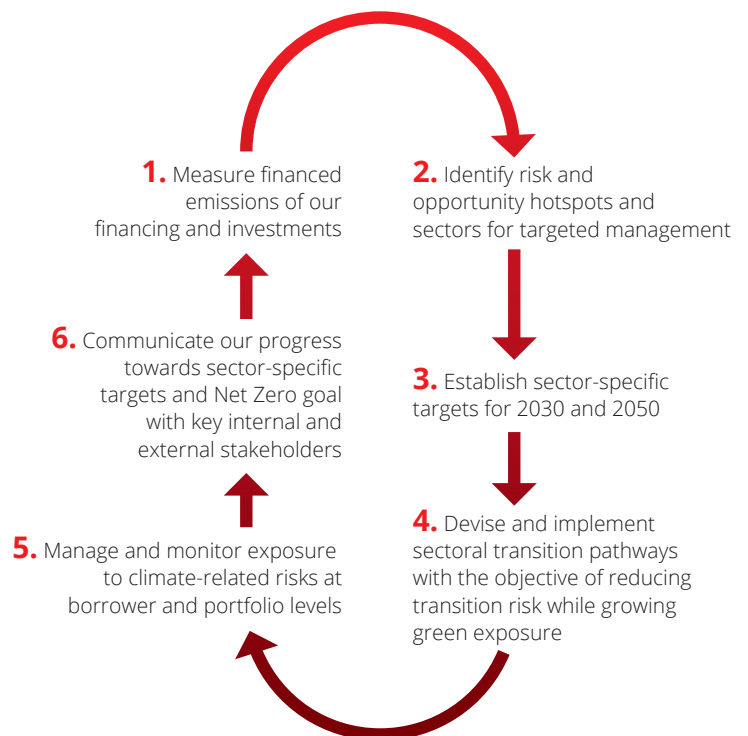 1. Measure financed
emissions of our
financing and investments
2. Identify risk and
opportunity hotspots and
sectors for targeted management
3. Establish sector-specific
targets for 2030 and 2050
4. Devise and implement
sectoral transition pathways
with the objective of reducing
transition risk while growing
green exposure
5. Manage and monitor exposure
to climate-related risks at
borrower and portfolio levels
6. Communicate our progress
towards sector-specific
targets and Net Zero goal
with key internal and
external stakeholders